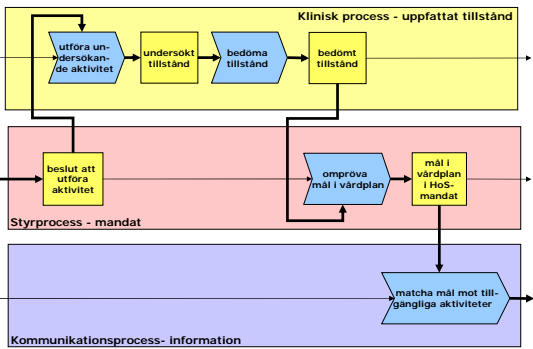 Klinisk process - uppfattat tillstånd
utföra un-
dersökan-
de aktivitet
undersökt
tillstånd
bedöma
tillstånd
bedömt
tillstånd
beslut att
utföra
aktivitet
ompröva
mål i vårdplan
mål i
vårdplan
i HoS-
mandat
Styrprocess - mandat
matcha mål mot till-
gängliga aktiviteter
Kommunikationsprocess- information